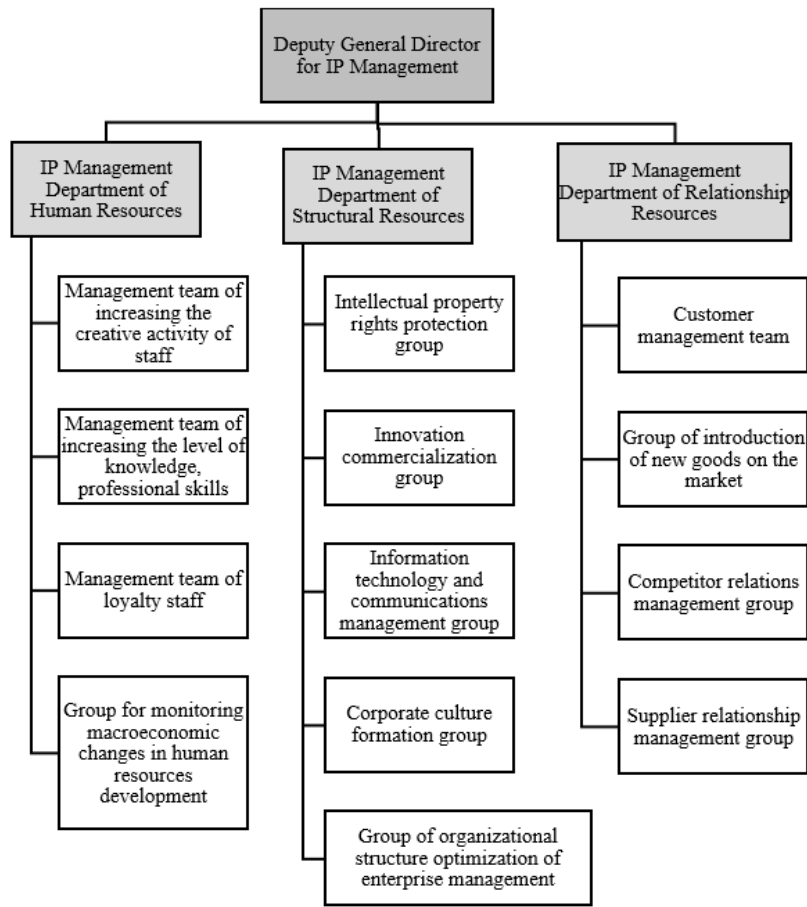 Deputy General Director
for IP Management
IP Management
Department of
Human Resources
IP Management
Department of
Structural Resources
IP Management
Department of Relationship
Resources
Management team of
increasing the
creative activity of
staff
Management team of
increasing the level of
knowledge,
professional skills
Management team of
loyalty staff
Group for monitoring
macroeconomic
changes in human
resources
development
Intellectual property
rights protection
group
Innovation
commercialization
group
Information
technology and
communications
management group
Corporate culture
formation group
Group of organizational
structure optimization of
enterprise management
Customer
management team
Group of introduction
of new goods on the
market
Competitor relations
management group
Supplier relationship
management group